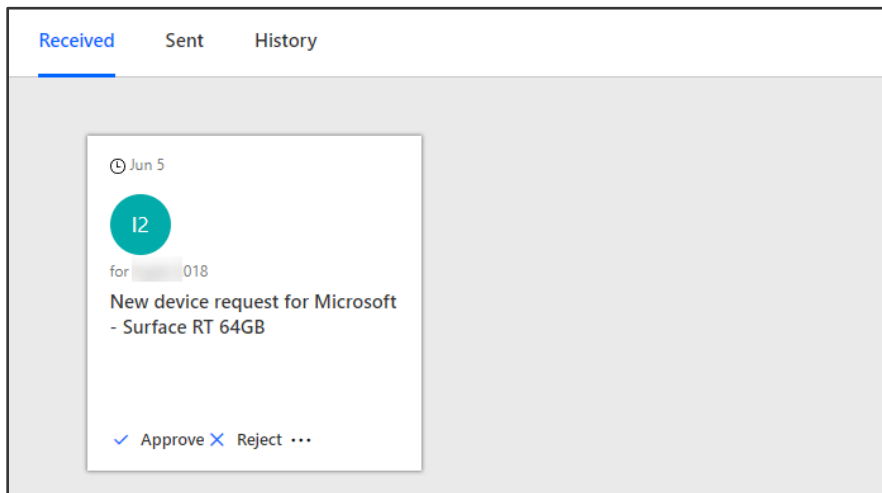 Received Sent History
Jun 5
I2
for 018
New device request for Microsoft
- Surface RT 64GB
Approve Reject ...